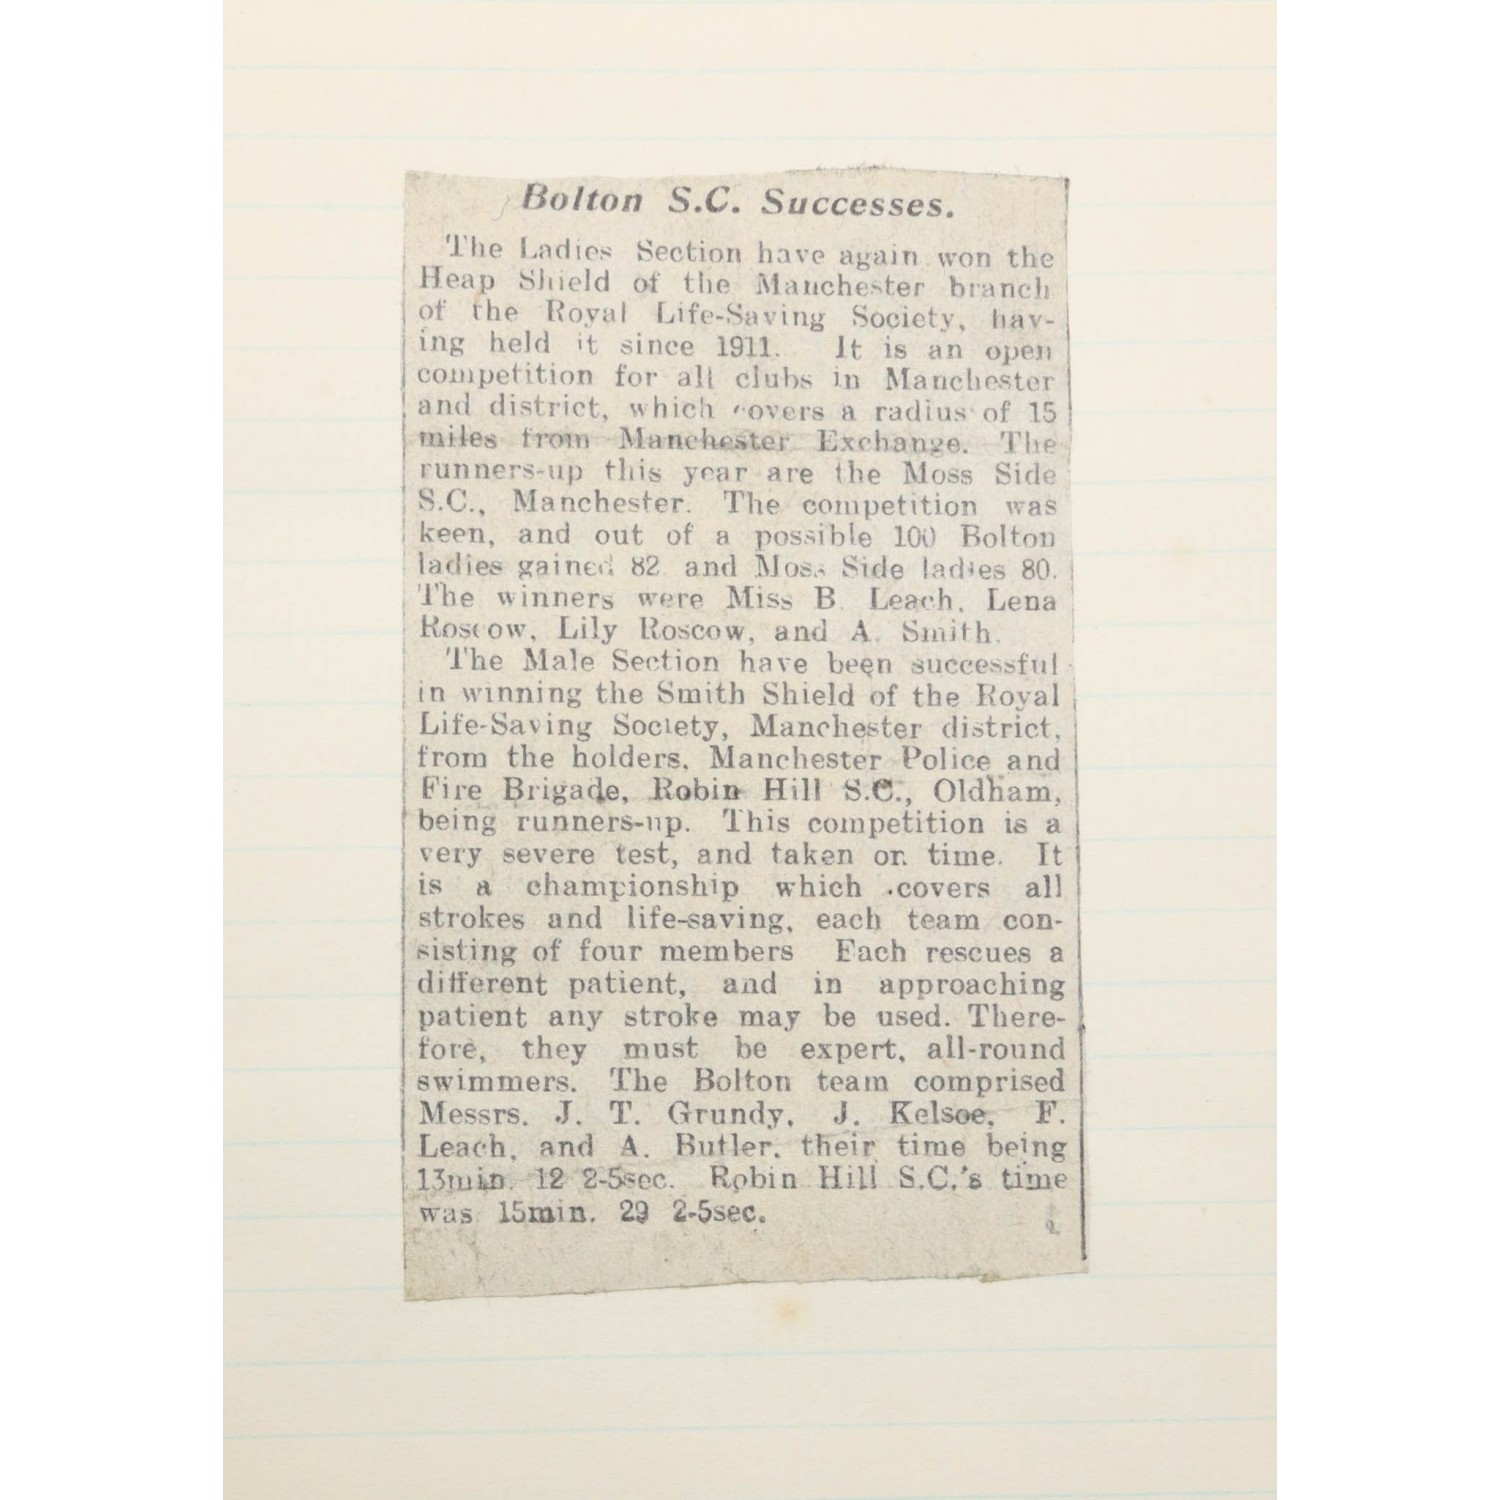 Bolton S.C. Successes.
The Ladies Section have again won the
Heap Shield of the Manchester branch
of the Royal Life-Saving Society, hav-
ing held it since 1911. It is an open
competition for all clubs in Manchester
and district, which covers a radius of 15
miles from Manchester Exchange. The
runners-up this year are the Moss Side
S.C., Manchester. The competition was
keen, and out of a possible 100 Bolton
ladies gained 82 and Moss Side ladies 80.
The winners were Miss B. Leach, Lena
Roscow, Lily Roscow, and A. Smith.
The Male Section have been successful
in winning the Smith Shield of the Royal
Life-Saving Society, Manchester district,
from the holders, Manchester Police and
Fire Brigade, Robin Hill S.C., Oldham,
being runners-up. This competition is a
very severe test, and taken on time. It
is a championship which covers all
strokes and life-saving, each team con-
sisting of four members Each rescues a
different patient, and in approaching
patient any stroke may be used. There-
fore, they must be expert, all-round
swimmers. The Bolton team comprised
Messrs. J. T. Grundy, J. Kelsoe, F.
Leach, and A. Butler, their time being
13min. 12 2-5sec. Robin Hill S.C.'s time
was 15min. 29 2-5sec.